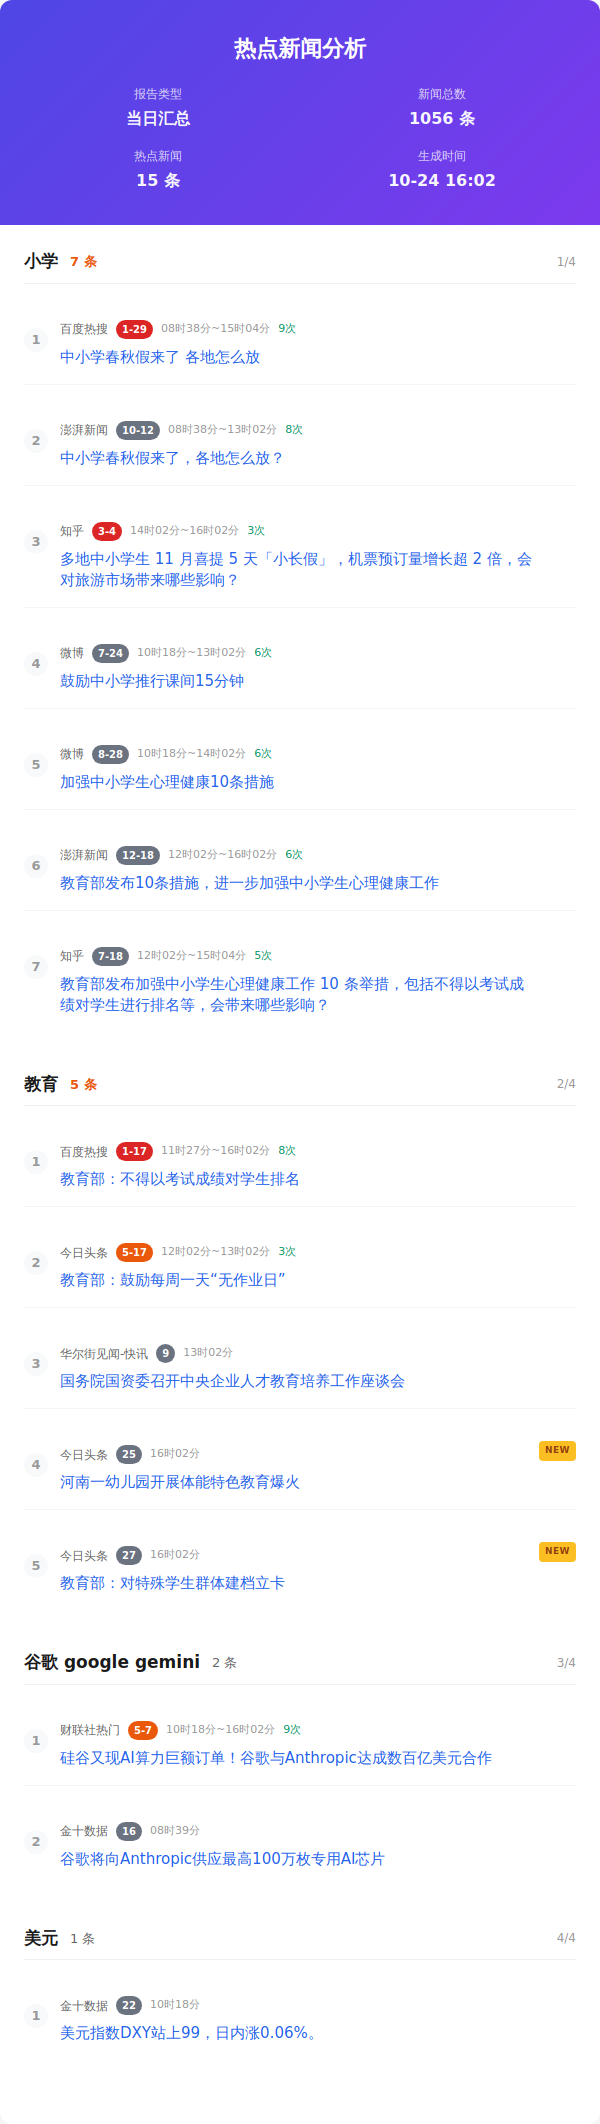 热点新闻分析
报告类型
新闻总数
当日汇总
1056 条
热点新闻
生成时间
15 条
10-24 16:02
小学 7 条 1/4
1
百度热搜 1-29 08时38分~15时04分 9次
中小学春秋假来了 各地怎么放
2
澎湃新闻 10-12 08时38分~13时02分 8次
中小学春秋假来了，各地怎么放？
3
知乎 3-4 14时02分~16时02分 3次
多地中小学生 11 月喜提 5 天「小长假」，机票预订量增长超 2 倍，会
对旅游市场带来哪些影响？
4
微博 7-24 10时18分~13时02分 6次
鼓励中小学推行课间15分钟
5
微博 8-28 10时18分~14时02分 6次
加强中小学生心理健康10条措施
6
澎湃新闻 12-18 12时02分~16时02分 6次
教育部发布10条措施，进一步加强中小学生心理健康工作
7
知乎 7-18 12时02分~15时04分 5次
教育部发布加强中小学生心理健康工作 10 条举措，包括不得以考试成
绩对学生进行排名等，会带来哪些影响？
教育 5 条 2/4
1
百度热搜 1-17 11时27分~16时02分 8次
教育部：不得以考试成绩对学生排名
2
今日头条 5-17 12时02分~13时02分 3次
教育部：鼓励每周一天“无作业日”
3
华尔街见闻-快讯 9 13时02分
国务院国资委召开中央企业人才教育培养工作座谈会
4
今日头条 25 16时02分 NEW
河南一幼儿园开展体能特色教育爆火
5
今日头条 27 16时02分 NEW
教育部：对特殊学生群体建档立卡
谷歌 google gemini 2 条 3/4
1
财联社热门 5-7 10时18分~16时02分 9次
硅谷又现AI算力巨额订单！谷歌与Anthropic达成数百亿美元合作
2
金十数据 16 08时39分
谷歌将向Anthropic供应最高100万枚专用AI芯片
美元 1 条 4/4
1
金十数据 22 10时18分
美元指数DXY站上99，日内涨0.06%。